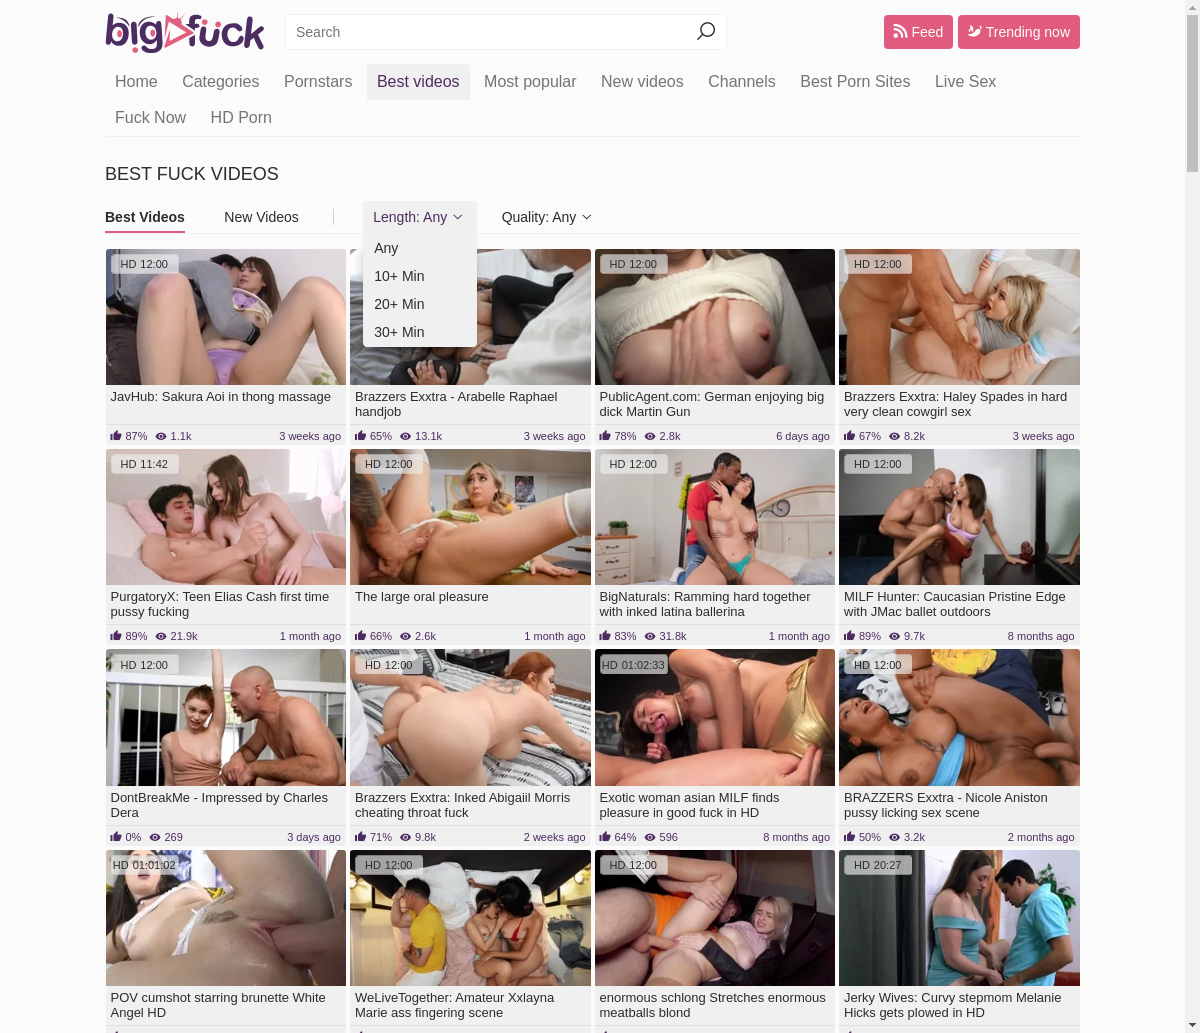 bigfuck
Search
Feed
Trending now
Home Categories Pornstars Best videos Most popular New videos Channels Best Porn Sites Live Sex
Fuck Now HD Porn
BEST FUCK VIDEOS
Best Videos New Videos Length: Any Quality: Any
Any
10+ Min
20+ Min
30+ Min
HD 12:00
JavHub: Sakura Aoi in thong massage
87% 1.1k 3 weeks ago
Brazzers Exxtra - Arabelle Raphael
handjob
65% 13.1k 3 weeks ago
HD 12:00
PublicAgent.com: German enjoying big
dick Martin Gun
78% 2.8k 6 days ago
HD 12:00
Brazzers Exxtra: Haley Spades in hard
very clean cowgirl sex
67% 8.2k 3 weeks ago
HD 11:42
PurgatoryX: Teen Elias Cash first time
pussy fucking
89% 21.9k 1 month ago
HD 12:00
The large oral pleasure
66% 2.6k 1 month ago
HD 12:00
BigNaturals: Ramming hard together
with inked latina ballerina
83% 31.8k 1 month ago
HD 12:00
MILF Hunter: Caucasian Pristine Edge
with JMac ballet outdoors
89% 9.7k 8 months ago
HD 12:00
DontBreakMe - Impressed by Charles
Dera
0% 269 3 days ago
HD 12:00
Brazzers Exxtra: Inked Abigaiil Morris
cheating throat fuck
71% 9.8k 2 weeks ago
HD 01:02:33
Exotic woman asian MILF finds
pleasure in good fuck in HD
64% 596 8 months ago
HD 12:00
BRAZZERS Exxtra - Nicole Aniston
pussy licking sex scene
50% 3.2k 2 months ago
HD 01:01:02
POV cumshot starring brunette White
Angel HD
HD 12:00
WeLiveTogether: Amateur Xxlayna
Marie ass fingering scene
HD 12:00
enormous schlong Stretches enormous
meatballs blond
HD 20:27
Jerky Wives: Curvy stepmom Melanie
Hicks gets plowed in HD